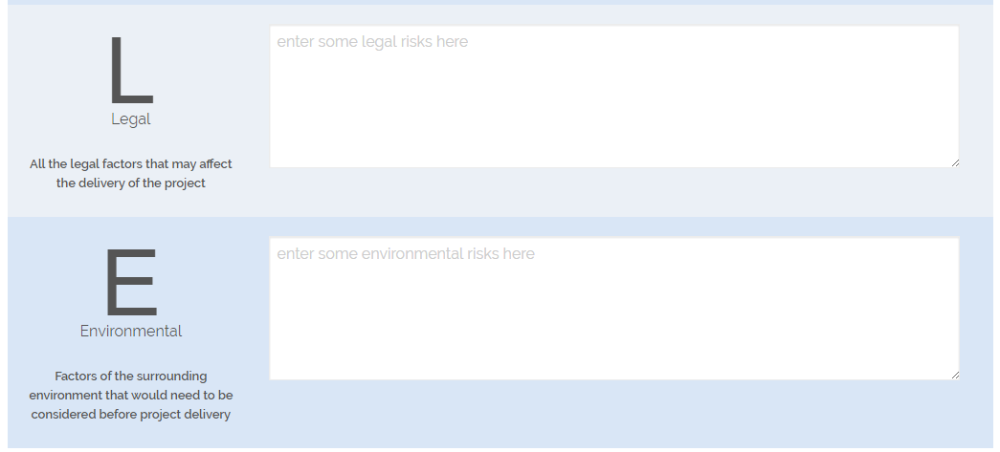 L
Legal
All the legal factors that may affect
the delivery of the project
enter some legal risks here
E
Environmental
Factors of the surrounding
environment that would need to be
considered before project delivery
enter some environmental risks here